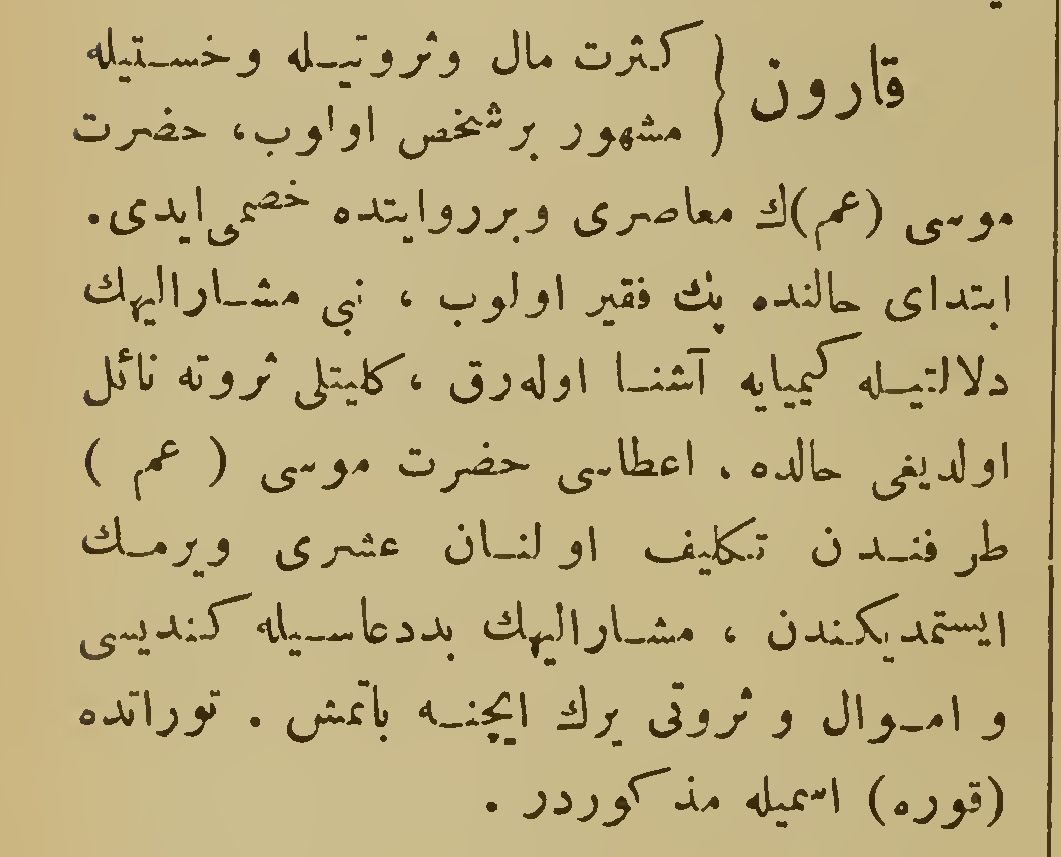 قارون { كثرت مال وثروتيله وخستيله
مشهور برشخص اولوب، حضرت
موسى (عم)ك معاصرى وبرروايتده خصمى ايدى.
ابتداى حالنده پك فقير اولوب ، نبى مشاراليهك
دلالتيله كيميايه آشنا اوله‌رق ، كليتلى ثروته نائل
اولديغى حالده . اعطاسى حضرت موسى ( عم )
طرفندن تكليف اولنان عشرى ويرمك
ايستمديكندن ، مشاراليهك بددعاسيله كنديسى
و اموال و ثروتى يرك ايچنه باتمش . توراتده
(قوره) اسميله مذكوردر .